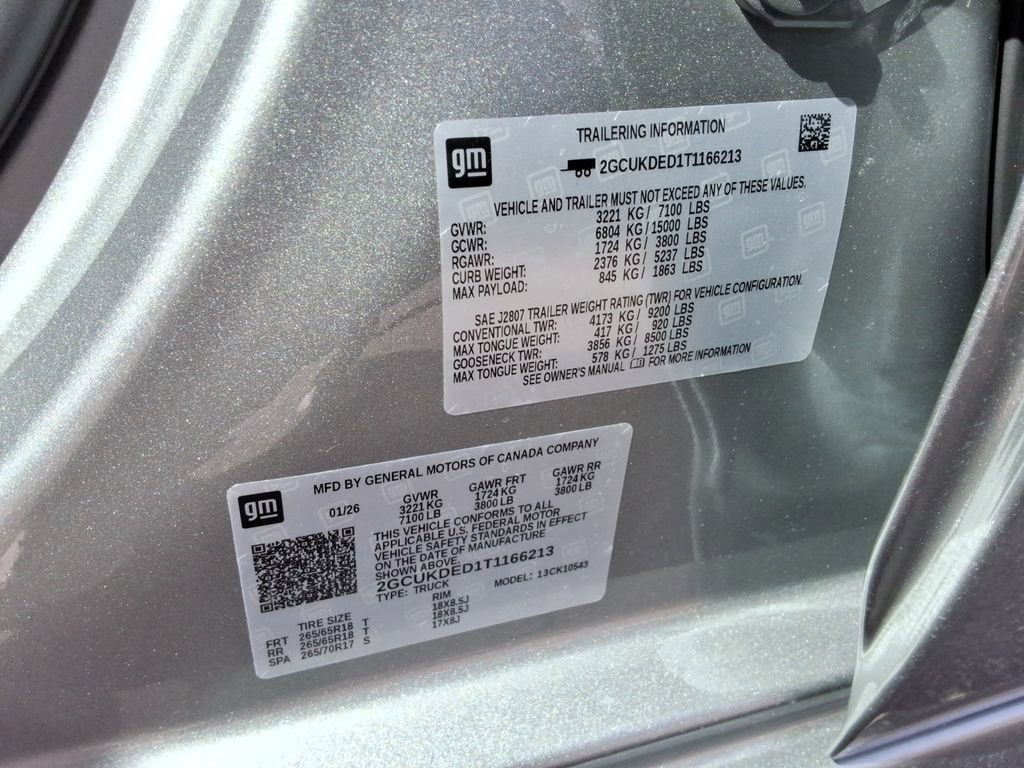 gm
TRAILERING INFORMATION
2GCUKDED1T1166213
VEHICLE AND TRAILER MUST NOT EXCEED ANY OF THESE VALUES.
GVWR: 3221 KG / 7100 LBS
GCWR: 6804 KG / 15000 LBS
RGAWR: 1724 KG / 3800 LBS
CURB WEIGHT: 2376 KG / 5237 LBS
MAX PAYLOAD: 845 KG / 1863 LBS
SAE J2807 TRAILER WEIGHT RATING (TWR) FOR VEHICLE CONFIGURATION.
CONVENTIONAL TWR: 4173 KG / 9200 LBS
MAX TONGUE WEIGHT: 417 KG / 920 LBS
GOOSENECK TWR: 3856 KG / 8500 LBS
MAX TONGUE WEIGHT: 578 KG / 1275 LBS
SEE OWNER'S MANUAL FOR MORE INFORMATION
gm
MFD BY GENERAL MOTORS OF CANADA COMPANY
01/26 GVWR GAWR FRT GAWR RR
3221 KG 1724 KG 1724 KG
7100 LB 3800 LB 3800 LB
THIS VEHICLE CONFORMS TO ALL
APPLICABLE U.S. FEDERAL MOTOR
VEHICLE SAFETY STANDARDS IN EFFECT
ON THE DATE OF MANUFACTURE
SHOWN ABOVE.
2GCUKDED1T1166213
TYPE: TRUCK MODEL: 13CK10543
TIRE SIZE RIM
FRT 265/65R18 T 18X8.5J
RR 265/65R18 T 18X8.5J
SPA 265/70R17 S 17X8J